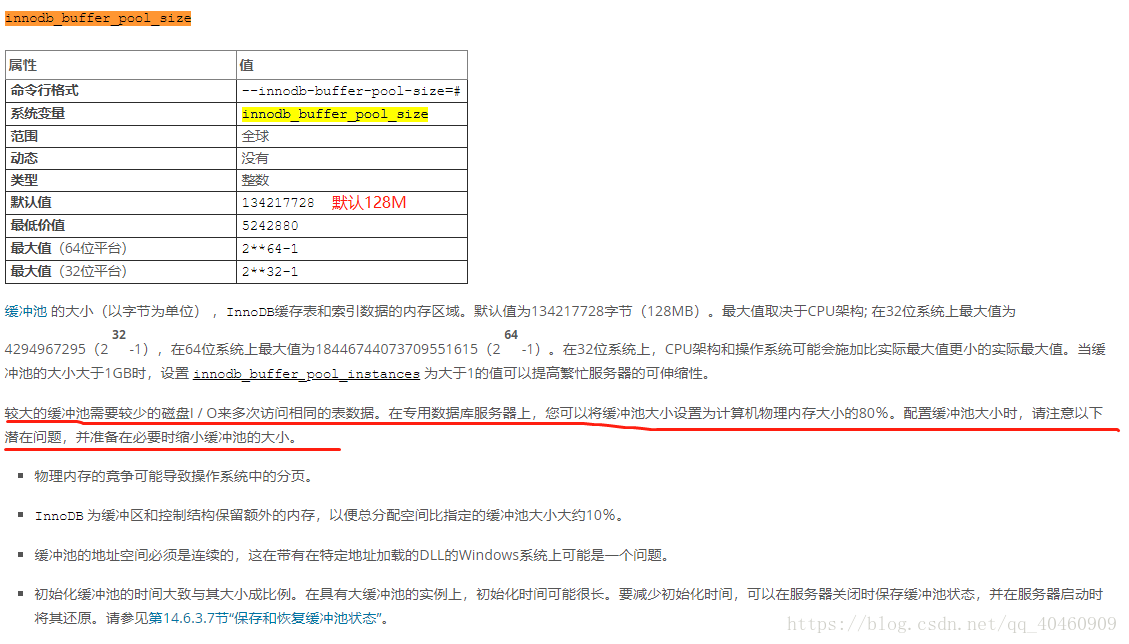 innodb_buffer_pool_size
属性 值
命令行格式 --innodb-buffer-pool-size=#
系统变量 innodb_buffer_pool_size
范围 全球
动态 没有
类型 整数
默认值 134217728 默认128M
最低价值 5242880
最大值（64位平台） 2**64-1
最大值（32位平台） 2**32-1
缓冲池 的大小（以字节为单位），InnoDB缓存表和索引数据的内存区域。默认值为134217728字节（128MB）。最大值取决于CPU架构; 在32位系统上最大值为
4294967295（2^32-1），在64位系统上最大值为18446744073709551615（2^64-1）。在32位系统上，CPU架构和操作系统可能会施加比实际最大值更小的实际最大值。当缓
冲池的大小大于1GB时，设置 innodb_buffer_pool_instances 为大于1的值可以提高繁忙服务器的可伸缩性。
较大的缓冲池需要较少的磁盘I / O来多次访问相同的表数据。在专用数据库服务器上，您可以将缓冲池大小设置为计算机物理内存大小的80%。配置缓冲池大小时，请注意以下
潜在问题，并准备在必要时缩小缓冲池的大小。
▪ 物理内存的竞争可能导致操作系统中的分页。
▪ InnoDB 为缓冲区和控制结构保留额外的内存，以便总分配空间比指定的缓冲池大小大约10%。
▪ 缓冲池的地址空间必须是连续的，这在带有在特定地址加载的DLL的Windows系统上可能是一个问题。
▪ 初始化缓冲池的时间大致与其大小成比例。在具有大缓冲池的实例上，初始化时间可能很长。要减少初始化时间，可以在服务器关闭时保存缓冲池状态，并在服务器启动时
将其还原。请参见第14.6.3.7节“保存和恢复缓冲池状态”。
https://blog.csdn.net/qq_40460909